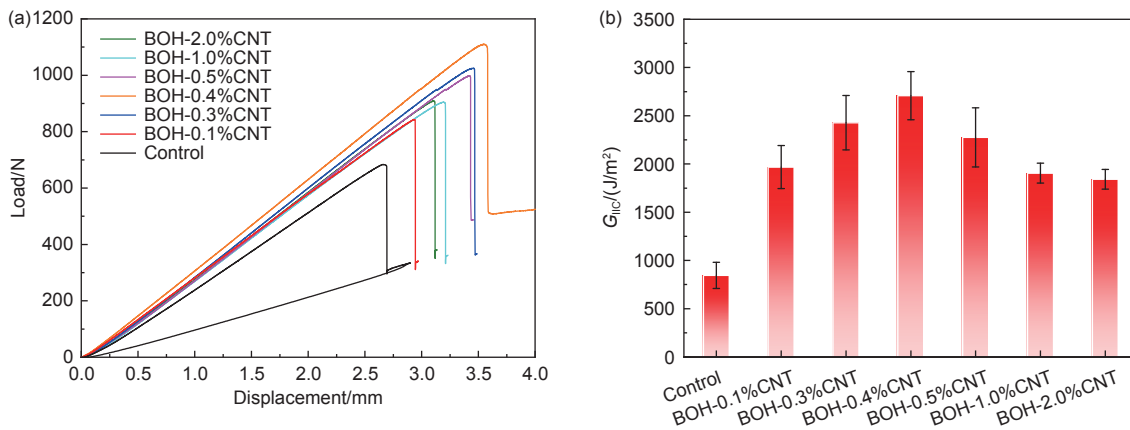 (a)
1200
1000
800
600
400
200
0
Load/N
BOH-2.0%CNT
BOH-1.0%CNT
BOH-0.5%CNT
BOH-0.4%CNT
BOH-0.3%CNT
BOH-0.1%CNT
Control
0.0 0.5 1.0 1.5 2.0 2.5 3.0 3.5 4.0
Displacement/mm
(b)
3500
3000
2500
2000
1500
1000
500
0
G_IIC/(J/m²)
Control
BOH-0.1%CNT
BOH-0.3%CNT
BOH-0.4%CNT
BOH-0.5%CNT
BOH-1.0%CNT
BOH-2.0%CNT